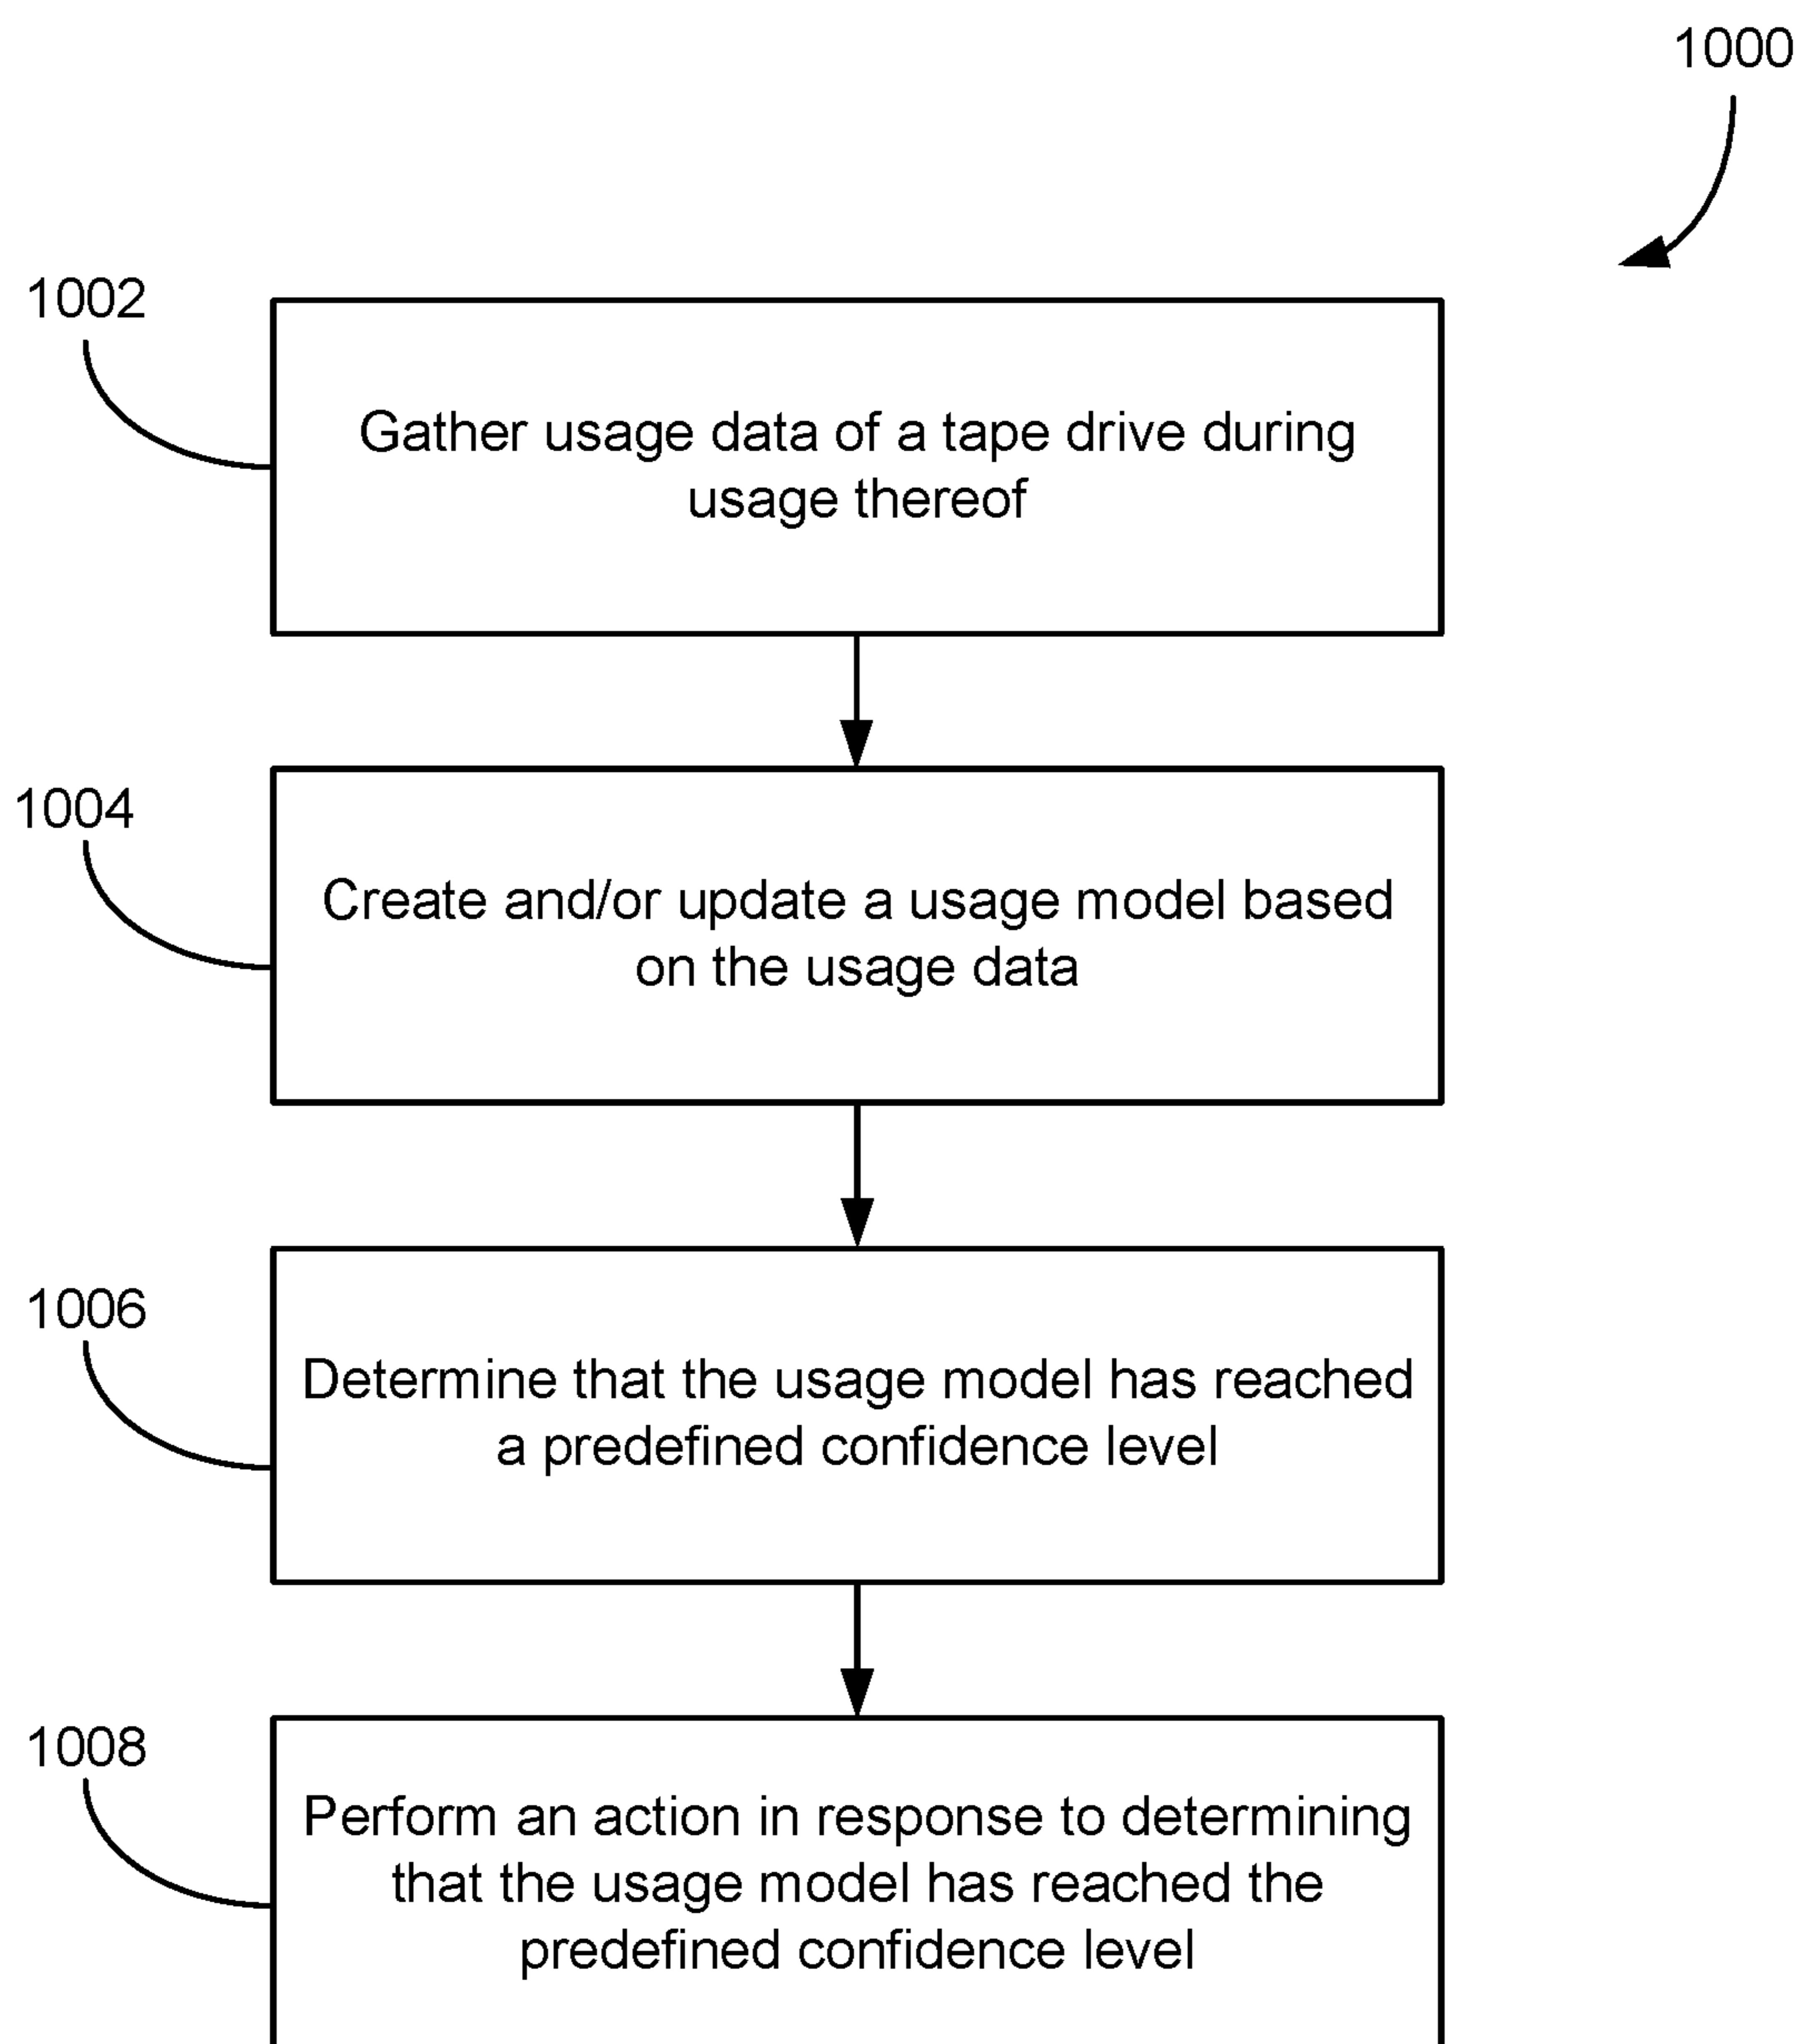 1000
1002
Gather usage data of a tape drive during
usage thereof
1004
Create and/or update a usage model based
on the usage data
1006
Determine that the usage model has reached
a predefined confidence level
1008
Perform an action in response to determining
that the usage model has reached the
predefined confidence level